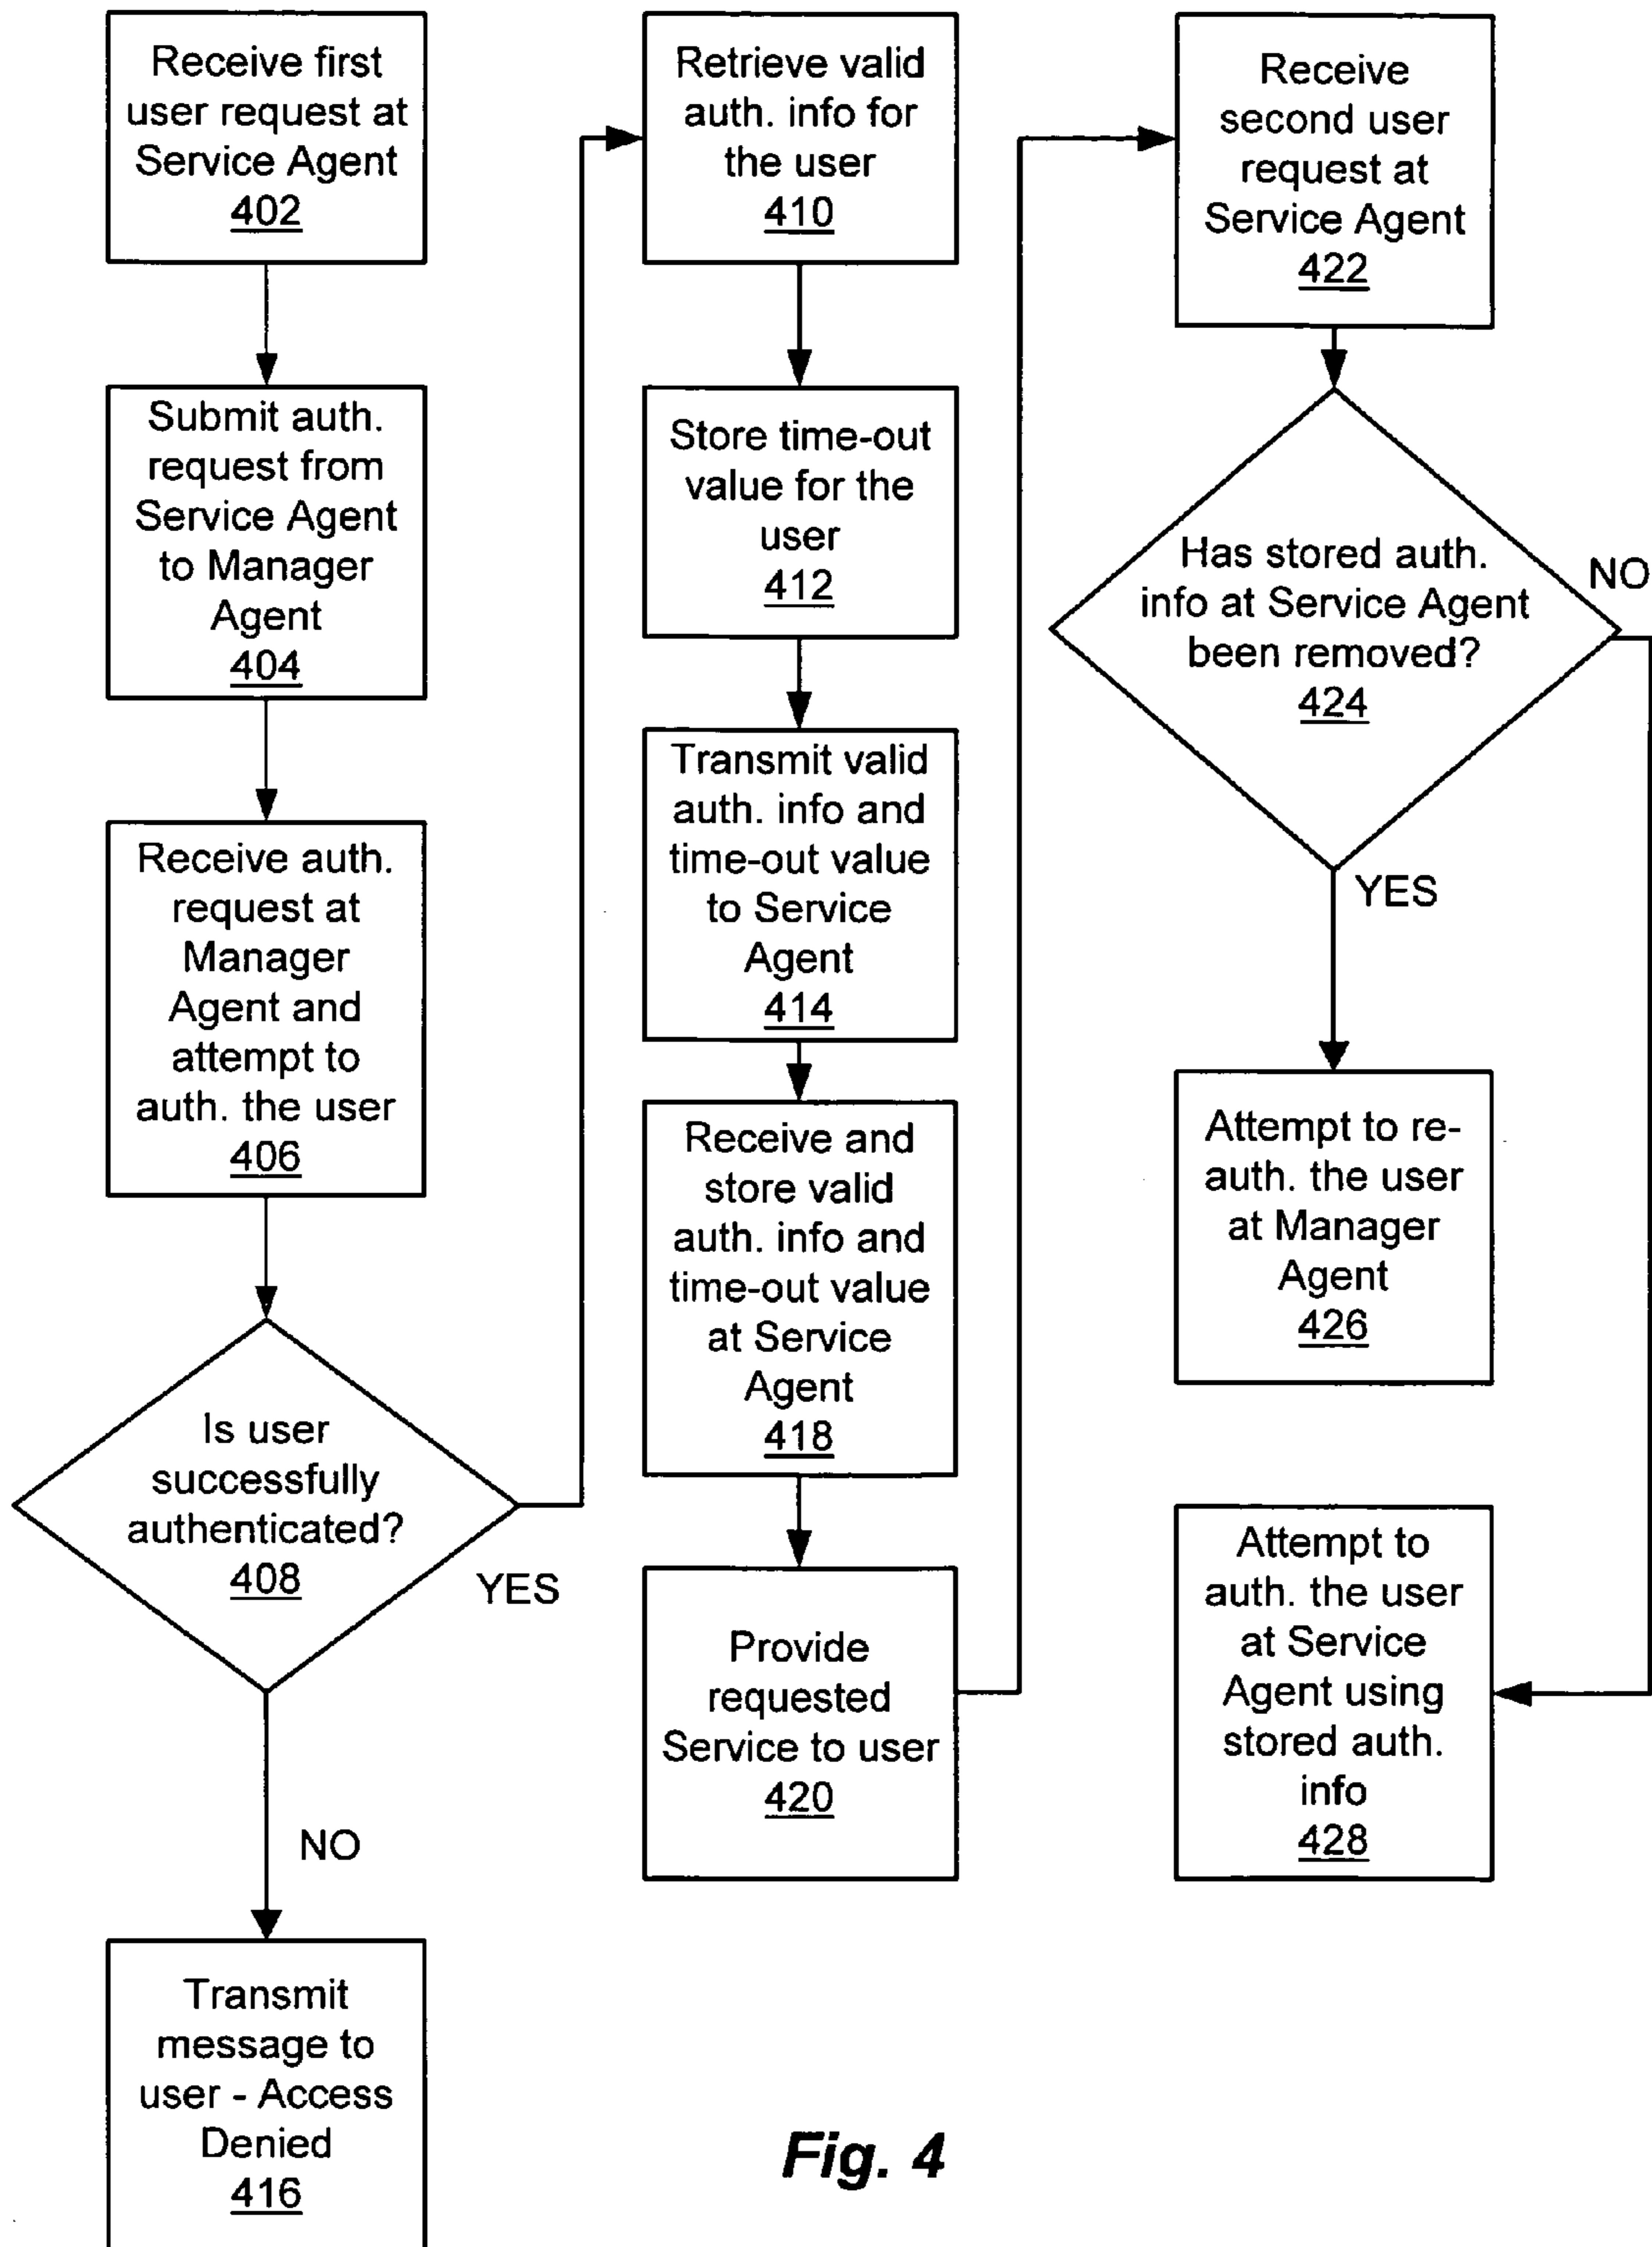 Receive first
user request at
Service Agent
402
Submit auth.
request from
Service Agent
to Manager
Agent
404
Receive auth.
request at
Manager
Agent and
attempt to
auth. the user
406
Is user
successfully
authenticated?
408
YES
NO
Transmit
message to
user - Access
Denied
416
Retrieve valid
auth. info for
the user
410
Store time-out
value for the
user
412
Transmit valid
auth. info and
time-out value
to Service
Agent
414
Receive and
store valid
auth. info and
time-out value
at Service
Agent
418
Provide
requested
Service to user
420
Receive
second user
request at
Service Agent
422
Has stored auth.
info at Service Agent
been removed?
424
NO
YES
Attempt to re-
auth. the user
at Manager
Agent
426
Attempt to
auth. the user
at Service
Agent using
stored auth.
info
428
Fig. 4